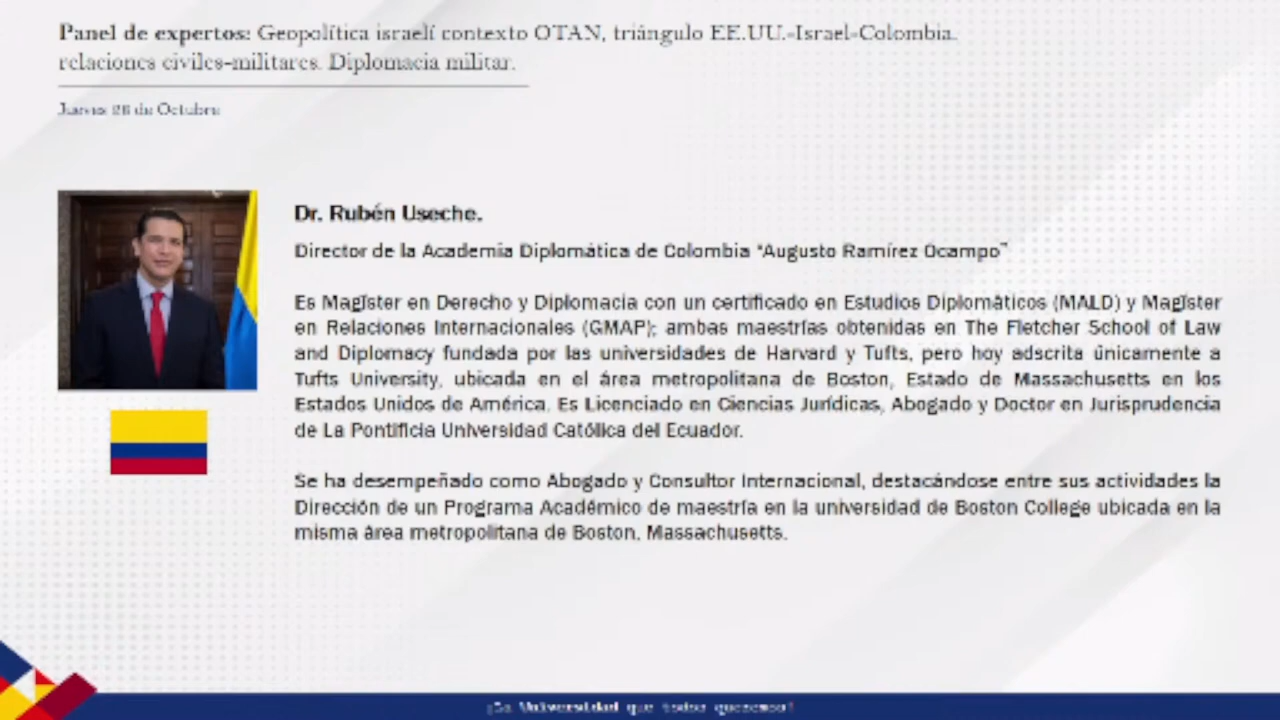 Panel de expertos: Geopolítica israelí contexto OTAN, triángulo EE.UU.-Israel-Colombia.
relaciones civiles-militares. Diplomacia militar.
Jueves 26 de Octubre
Dr. Rubén Useche.
Director de la Academia Diplomática de Colombia "Augusto Ramírez Ocampo"
Es Magíster en Derecho y Diplomacia con un certificado en Estudios Diplomáticos (MALD) y Magíster
en Relaciones Internacionales (GMAP); ambas maestrías obtenidas en The Fletcher School of Law
and Diplomacy fundada por las universidades de Harvard y Tufts, pero hoy adscrita únicamente a
Tufts University, ubicada en el área metropolitana de Boston, Estado de Massachusetts en los
Estados Unidos de América. Es Licenciado en Ciencias Jurídicas, Abogado y Doctor en Jurisprudencia
de La Pontificia Universidad Católica del Ecuador.
Se ha desempeñado como Abogado y Consultor Internacional, destacándose entre sus actividades la
Dirección de un Programa Académico de maestría en la universidad de Boston College ubicada en la
misma área metropolitana de Boston, Massachusetts.
¡La Universidad que todos queremos!